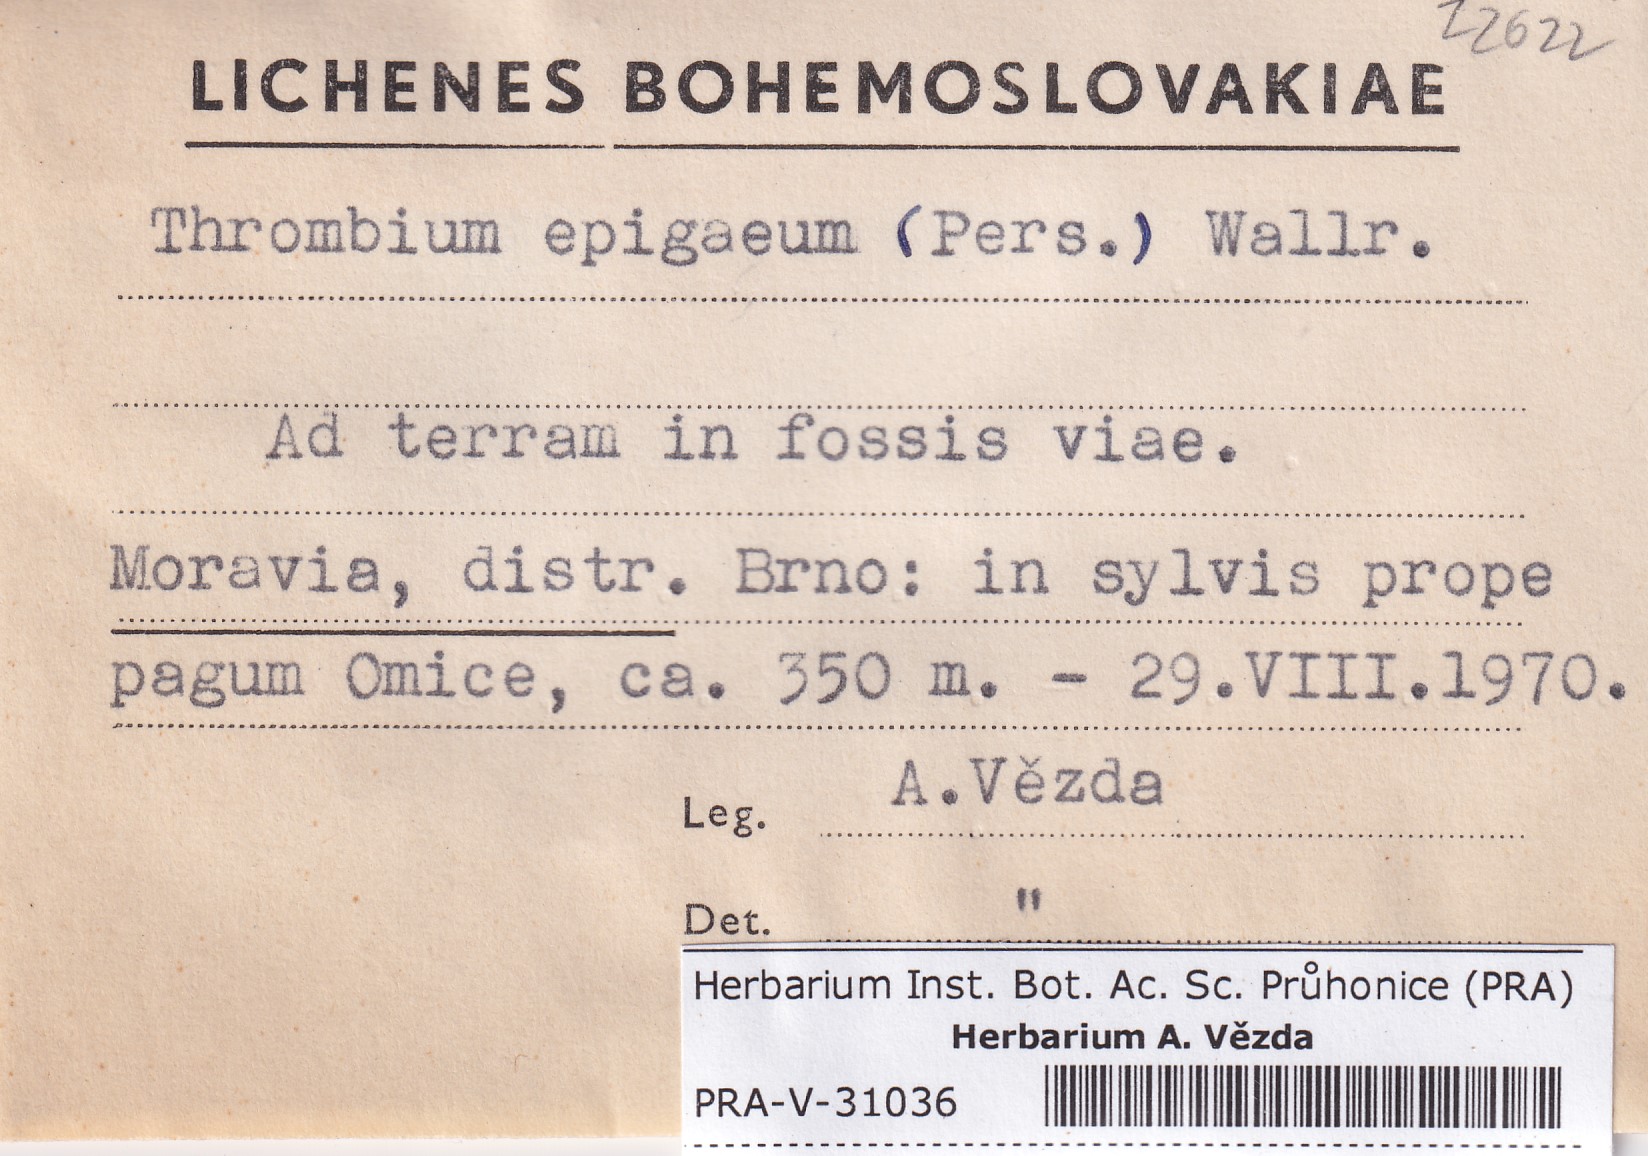 22622
LICHENES BOHEMOSLOVAKIAE
Thrombium epigaeum (Pers.) Wallr.
Ad terram in fossis viae.
Moravia, distr. Brno: in sylvis prope
pagum Omice, ca. 350 m. - 29.VIII.1970.
Leg. A.Vězda
Det. "
Herbarium Inst. Bot. Ac. Sc. Průhonice (PRA)
Herbarium A. Vězda
PRA-V-31036